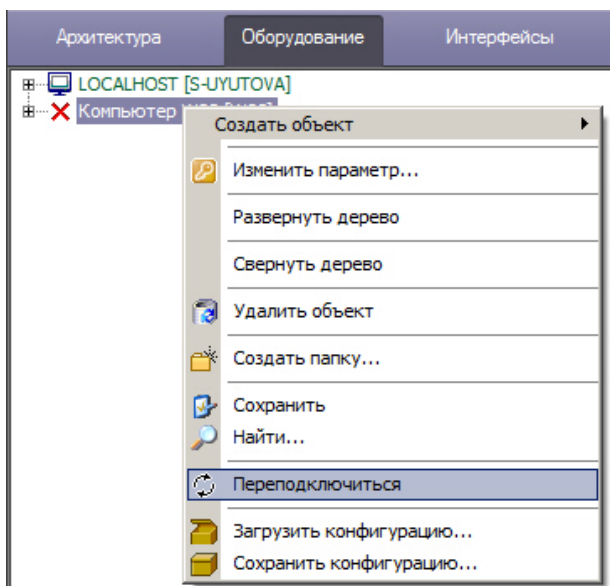 Архитектура Оборудование Интерфейсы
LOCALHOST [S-UYUTOVA]
Компьютер
Создать объект
Изменить параметр...
Развернуть дерево
Свернуть дерево
Удалить объект
Создать папку...
Сохранить
Найти...
Переподключиться
Загрузить конфигурацию...
Сохранить конфигурацию...